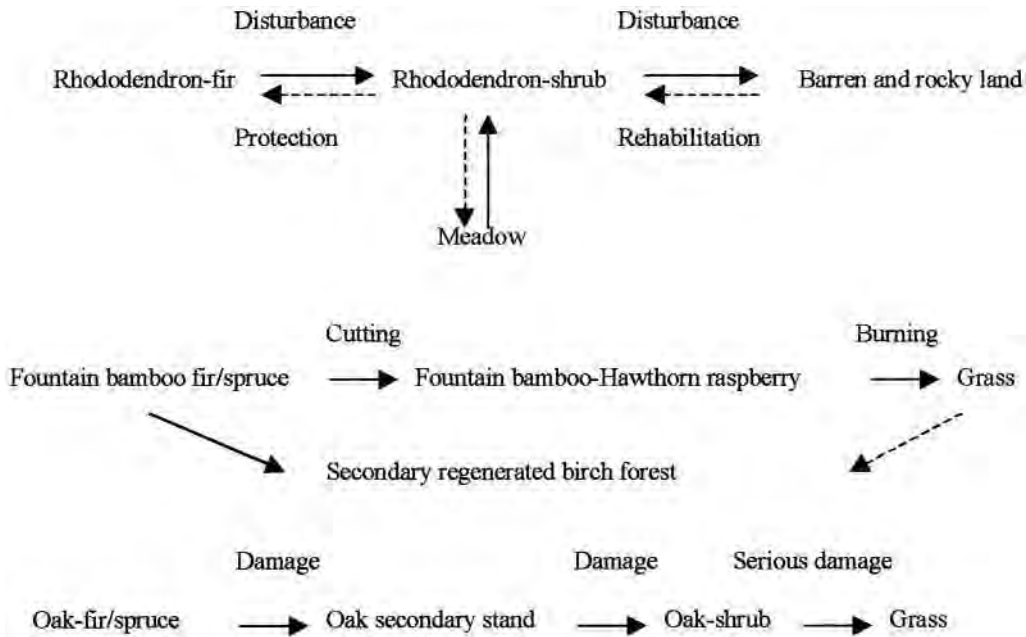 Disturbance Disturbance
Rhododendron-fir Rhododendron-shrub Barren and rocky land
Protection Rehabilitation
Meadow
Cutting Burning
Fountain bamboo fir/spruce Fountain bamboo-Hawthorn raspberry Grass
Secondary regenerated birch forest
Damage Damage Serious damage
Oak-fir/spruce Oak secondary stand Oak-shrub Grass